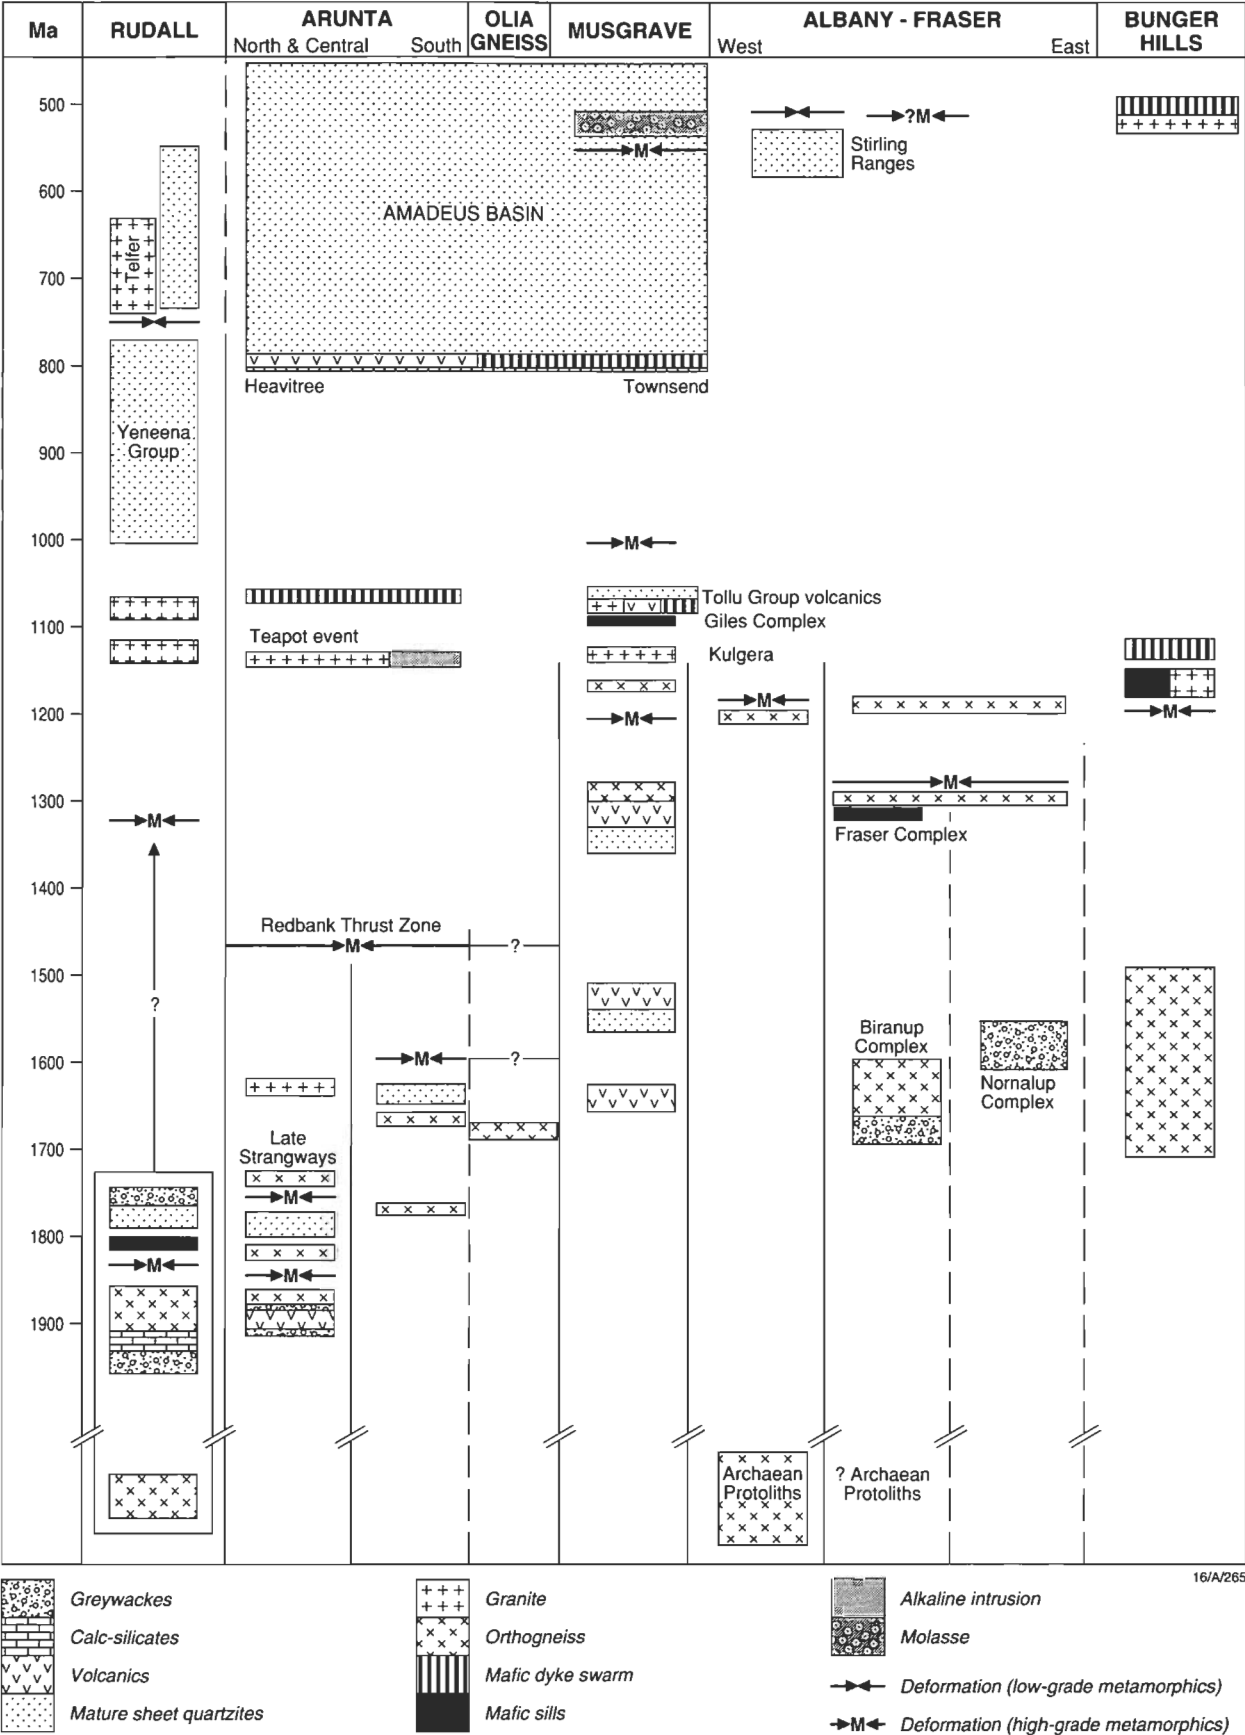 Ma
RUDALL
ARUNTA
North & Central
South
OLIA
GNEISS
MUSGRAVE
ALBANY - FRASER
West
East
BUNGER
HILLS
500
600
700
800
900
1000
1100
1200
1300
1400
1500
1600
1700
1800
1900
Telfer
Yeneena
Group
M
?
M
AMADEUS BASIN
M
Heavitree
Townsend
Teapot event
Redbank Thrust Zone
M
?
M
?
Late
Strangways
M
M
M
Tollu Group volcanics
Giles Complex
Kulgera
M
?M
Stirling
Ranges
M
M
Fraser Complex
Biranup
Complex
Nornalup
Complex
Archaean
Protoliths
? Archaean
Protoliths
M
16/A/265
Greywackes
Calc-silicates
Volcanics
Mature sheet quartzites
Granite
Orthogneiss
Mafic dyke swarm
Mafic sills
Alkaline intrusion
Molasse
Deformation (low-grade metamorphics)
M
Deformation (high-grade metamorphics)